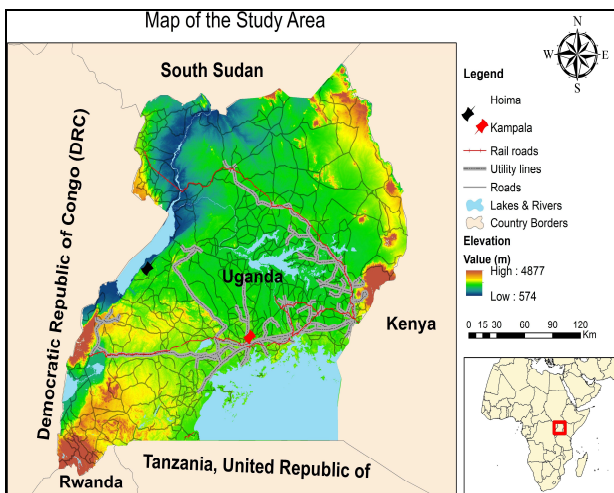 Map of the Study Area
N
W
E
S
South Sudan
Democratic Republic of Congo (DRC)
Uganda
Kenya
Tanzania, United Republic of
Rwanda
Legend
Hoima
Kampala
Rail roads
Utility lines
Roads
Lakes & Rivers
Country Borders
Elevation
Value (m)
High : 4877
Low : 574
0 15 30 60 90 120
Km